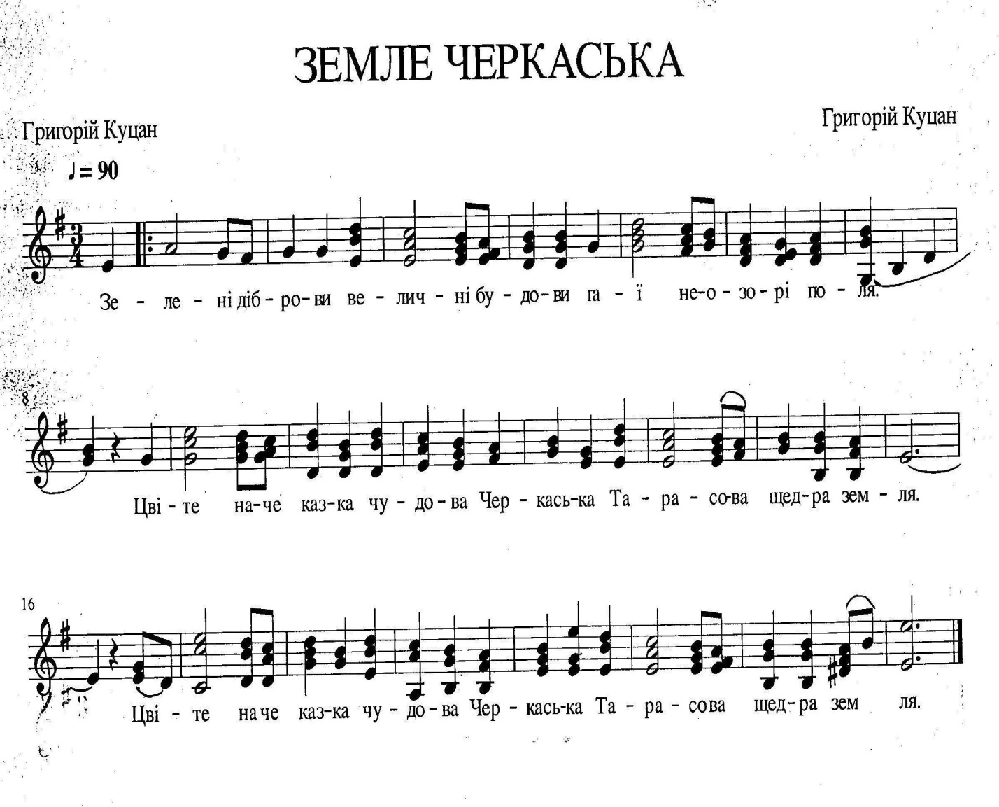 ЗЕМЛЕ ЧЕРКАСЬКА
Григорій Куцан
Григорій Куцан
♩ = 90
3
4
Зе - ле - ні діб - ро - ви ве - лич - ні бу - до - ви га - ї не - о - зо - рі по - ля.
8
Цві - те на - че каз - ка чу - до - ва Чер - кась - ка Та - ра - со - ва щед - ра зем - ля.
16
Цві - те на че каз - ка чу - до - ва Чер - кась - ка Та - ра - со ва щед - ра зем ля.